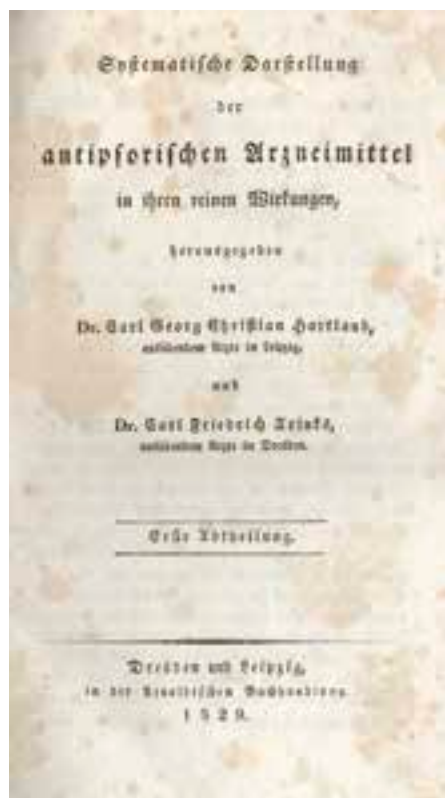 Systematische Darstellung
der
antipsorischen Arzneimittel
in ihren reinen Wirkungen,
herausgegeben
von
Dr. Carl Georg Christian Hartlaub,
ausübendem Arzte in Leipzig,
und
Dr. Carl Friedrich Trinks,
ausübendem Arzte in Dresden.
Erste Abtheilung.
Dresden und Leipzig,
in der Arnoldischen Buchhandlung.
1829.